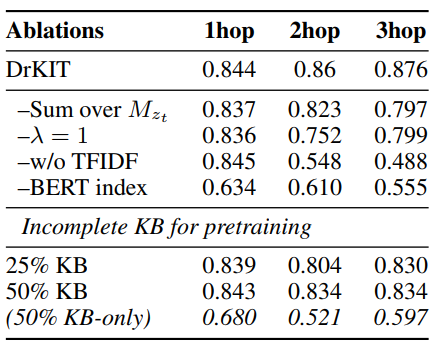 Ablations 1hop 2hop 3hop
DrKIT 0.844 0.86 0.876
–Sum over M_{z_t} 0.837 0.823 0.797
–λ = 1 0.836 0.752 0.799
–w/o TFIDF 0.845 0.548 0.488
–BERT index 0.634 0.610 0.555
Incomplete KB for pretraining
25% KB 0.839 0.804 0.830
50% KB 0.843 0.834 0.834
(50% KB-only) 0.680 0.521 0.597